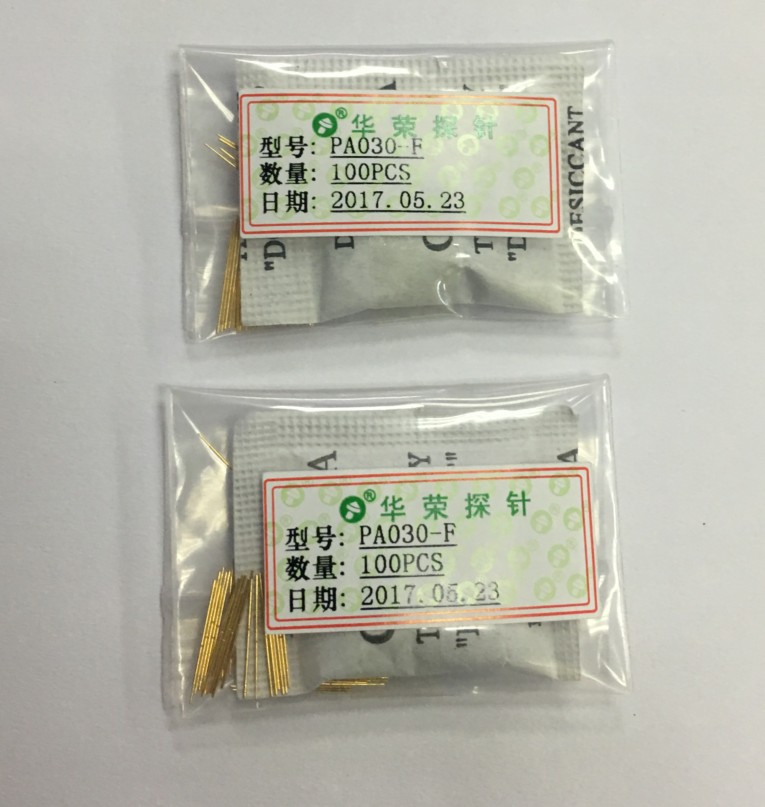 ® 华荣探针
型号: PA030-F
数量: 100PCS
日期: 2017.05.23
DESICCANT
® 华荣探针
型号: PA030-F
数量: 100PCS
日期: 2017.05.23